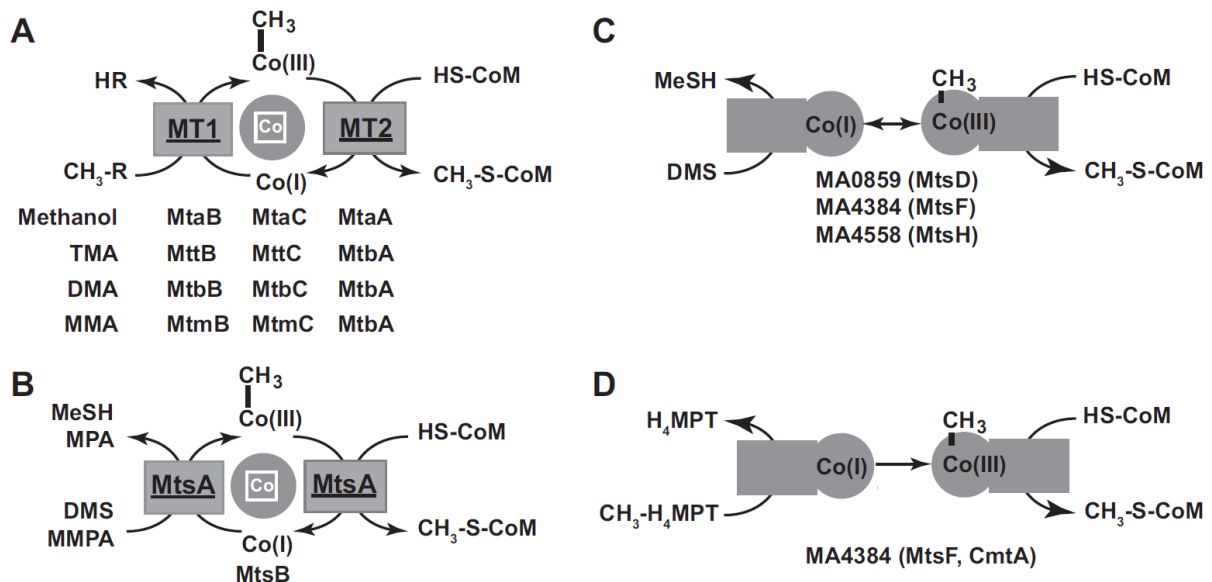 A
CH₃
Co(III)
HR
HS-CoM
MT1
Co
MT2
CH₃-R
Co(I)
CH₃-S-CoM
Methanol MtaB MtaC MtaA
TMA MttB MttC MtbA
DMA MtbB MtbC MtbA
MMA MtmB MtmC MtbA
B
CH₃
Co(III)
MeSH
MPA
HS-CoM
MtsA
Co
MtsA
DMS
MMPA
Co(I)
CH₃-S-CoM
MtsB
C
MeSH
CH₃
HS-CoM
Co(I)
Co(III)
DMS
CH₃-S-CoM
MA0859 (MtsD)
MA4384 (MtsF)
MA4558 (MtsH)
D
H₄MPT
CH₃
HS-CoM
Co(I)
Co(III)
CH₃-H₄MPT
CH₃-S-CoM
MA4384 (MtsF, CmtA)